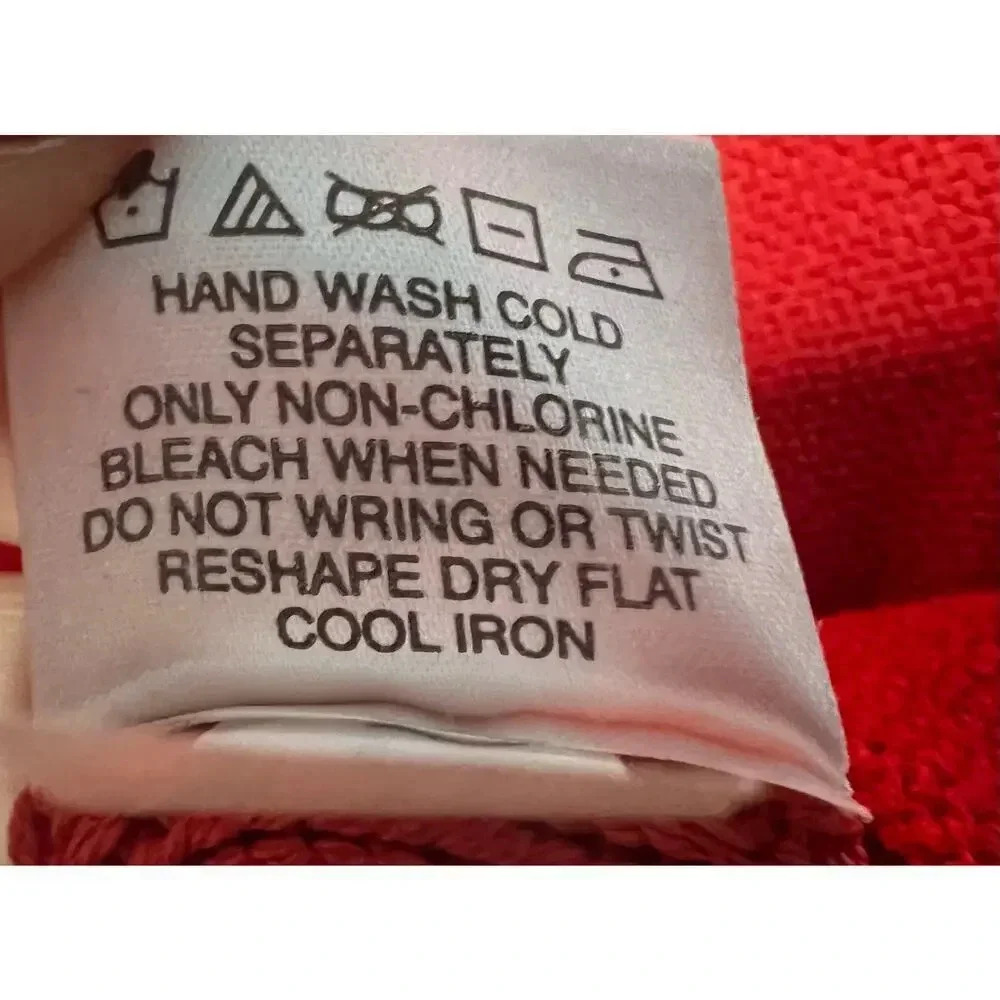 HAND WASH COLD
SEPARATELY
ONLY NON-CHLORINE
BLEACH WHEN NEEDED
DO NOT WRING OR TWIST
RESHAPE DRY FLAT
COOL IRON